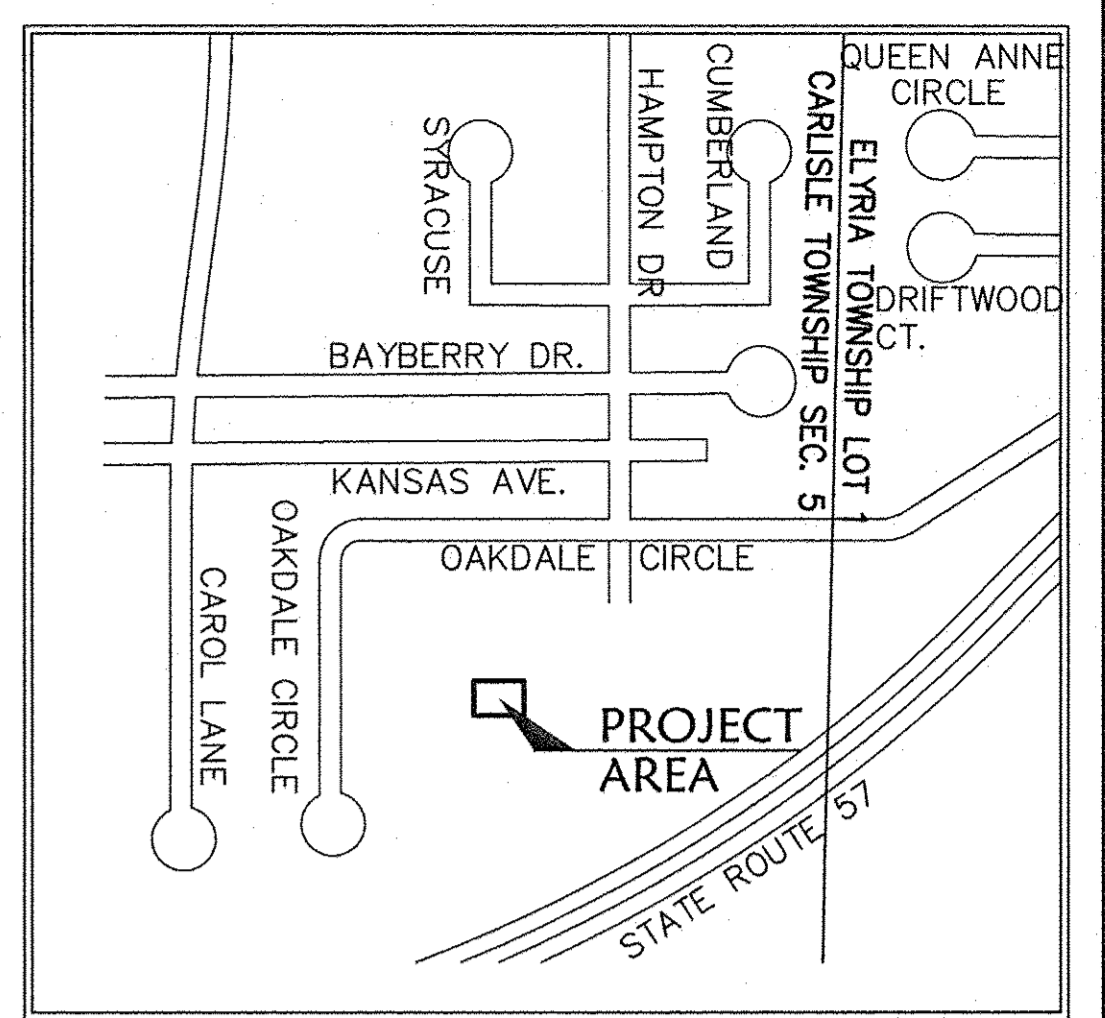 QUEEN ANNE
CIRCLE
CUMBERLAND
HAMPTON DR
SYRACUSE
CARLISLE TOWNSHIP SEC. 5
ELYRIA TOWNSHIP LOT 1
DRIFTWOOD
CT.
BAYBERRY DR.
KANSAS AVE.
OAKDALE CIRCLE
OAKDALE CIRCLE
CAROL LANE
PROJECT
AREA
STATE ROUTE 57